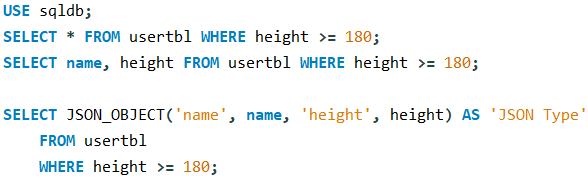 USE sqldb;
SELECT * FROM usertbl WHERE height >= 180;
SELECT name, height FROM usertbl WHERE height >= 180;
SELECT JSON_OBJECT('name', name, 'height', height) AS 'JSON Type'
FROM usertbl
WHERE height >= 180;